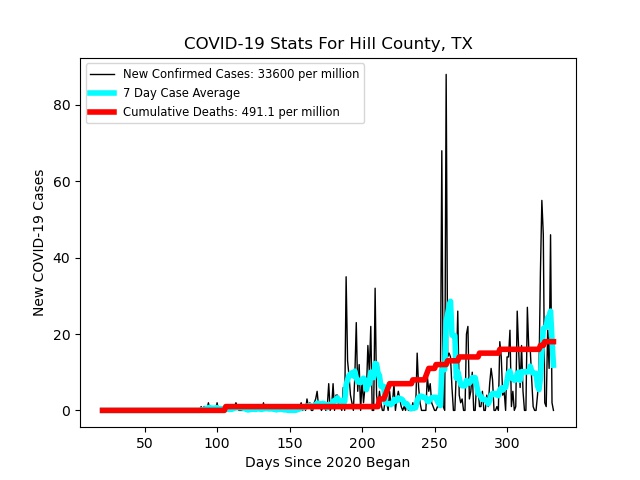 COVID-19 Stats For Hill County, TX
New Confirmed Cases: 33600 per million
7 Day Case Average
Cumulative Deaths: 491.1 per million
New COVID-19 Cases
80
60
40
20
0
50
100
150
200
250
300
Days Since 2020 Began